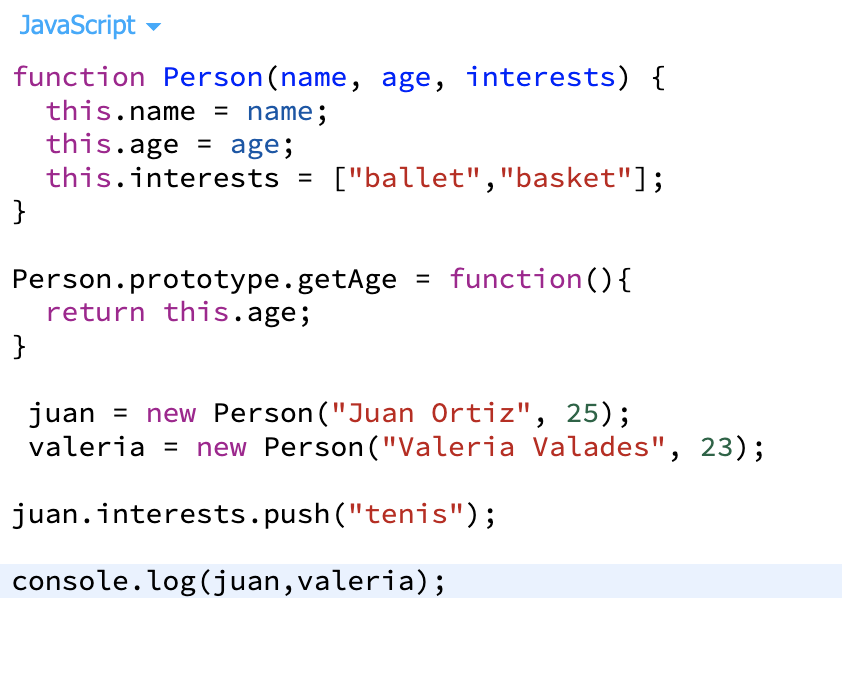 JavaScript
function Person(name, age, interests) {
  this.name = name;
  this.age = age;
  this.interests = ["ballet","basket"];
}
Person.prototype.getAge = function(){
  return this.age;
}
 juan = new Person("Juan Ortiz", 25);
 valeria = new Person("Valeria Valades", 23);
juan.interests.push("tenis");
console.log(juan,valeria);